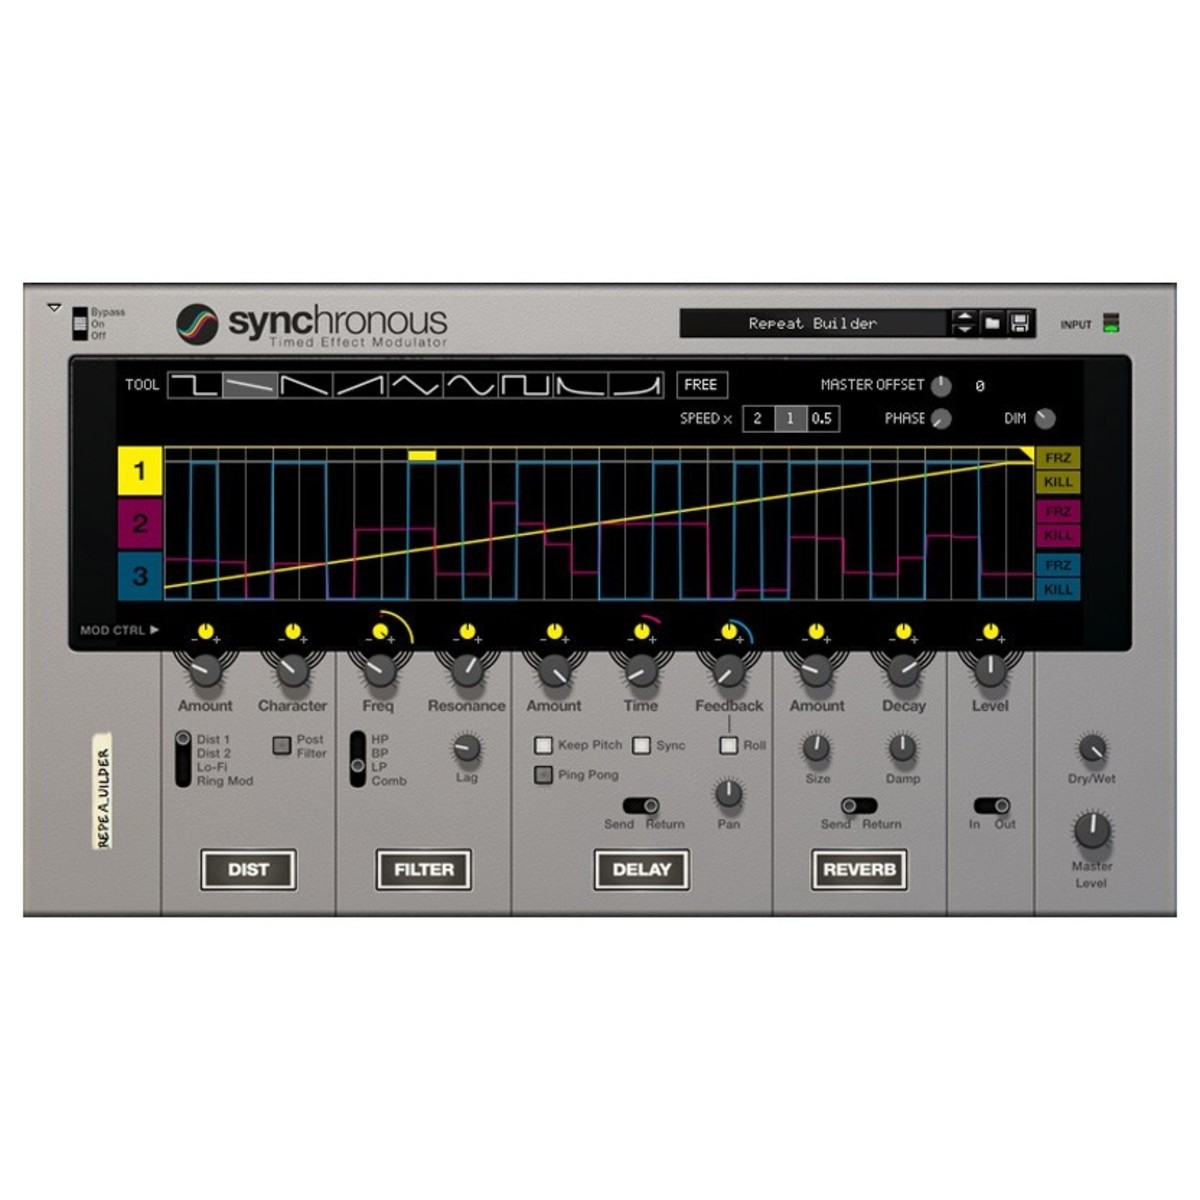 Bypass
On
Off
synchronous
Timed Effect Modulator
Repeat Builder
INPUT
TOOL
FREE
MASTER OFFSET
0
SPEED x
2
1
0.5
PHASE
DIM
1
2
3
FRZ
KILL
FRZ
KILL
FRZ
KILL
MOD CTRL
- +
- +
- +
- +
- +
- +
- +
- +
- +
- +
Amount
Character
Freq
Resonance
Amount
Time
Feedback
Amount
Decay
Level
Dist 1
Dist 2
Lo-Fi
Ring Mod
Post
Filter
HP
BP
LP
Comb
Lag
Keep Pitch
Sync
Roll
Ping Pong
Send
Return
Pan
Size
Damp
Send
Return
In
Out
Dry/Wet
Master
Level
REPEA_UILDER
DIST
FILTER
DELAY
REVERB